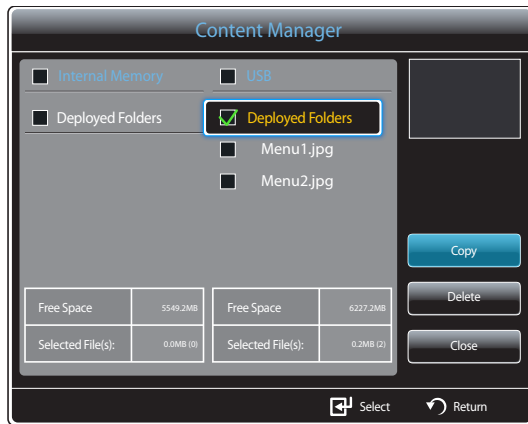 Content Manager
Internal Memory
USB
Deployed Folders
Deployed Folders
Menu1.jpg
Menu2.jpg
Copy
Delete
Close
Free Space 5549.2MB
Selected File(s): 0.0MB (0)
Free Space 6227.2MB
Selected File(s): 0.2MB (2)
Select
Return